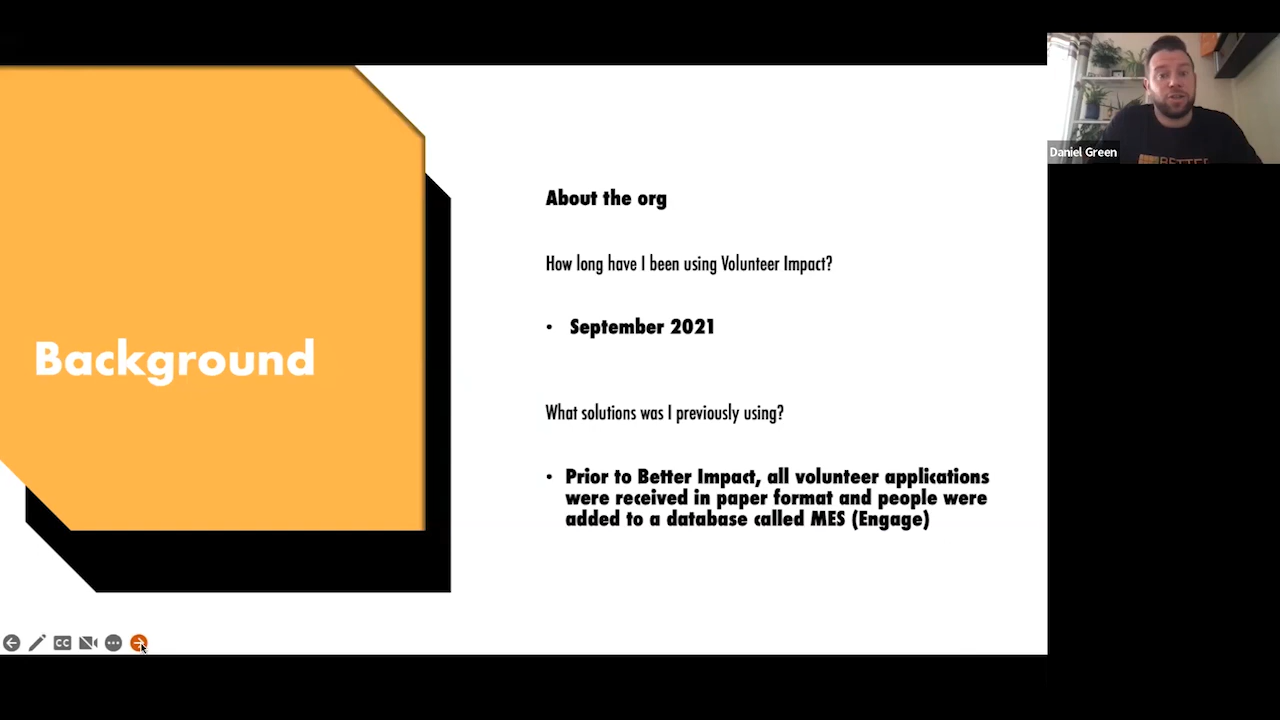 Background
About the org
How long have I been using Volunteer Impact?
• September 2021
What solutions was I previously using?
• Prior to Better Impact, all volunteer applications
were received in paper format and people were
added to a database called MES (Engage)
CC
Daniel Green
BETTER